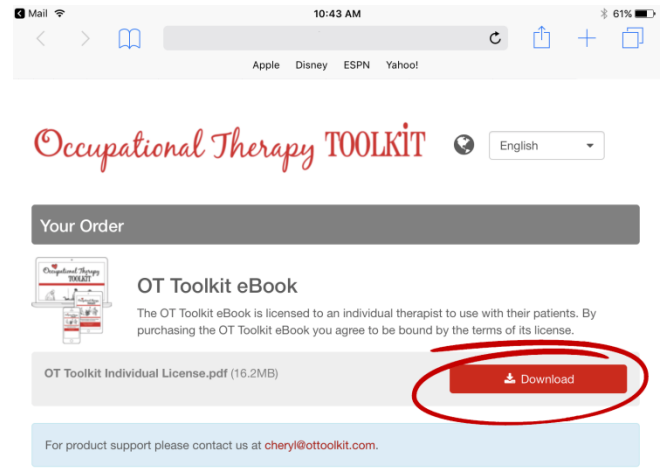 Mail 10:43 AM 61%
Apple Disney ESPN Yahoo!
Occupational Therapy TOOLKIT English
Your Order
Occupational Therapy
TOOLKIT
OT Toolkit eBook
The OT Toolkit eBook is licensed to an individual therapist to use with their patients. By
purchasing the OT Toolkit eBook you agree to be bound by the terms of its license.
OT Toolkit Individual License.pdf (16.2MB) Download
For product support please contact us at cheryl@ottoolkit.com.